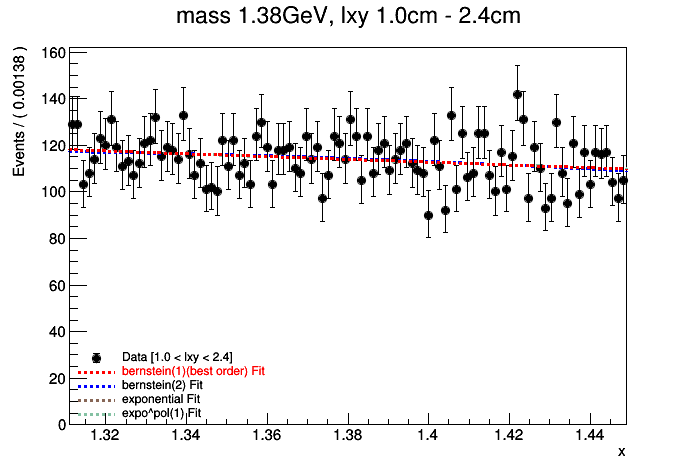 mass 1.38GeV, lxy 1.0cm - 2.4cm
Events / ( 0.00138 )
160
140
120
100
80
60
40
20
0
Data [1.0 < lxy < 2.4]
bernstein(1)(best order) Fit
bernstein(2) Fit
exponential Fit
expo^pol(1) Fit
1.32 1.34 1.36 1.38 1.4 1.42 1.44
x